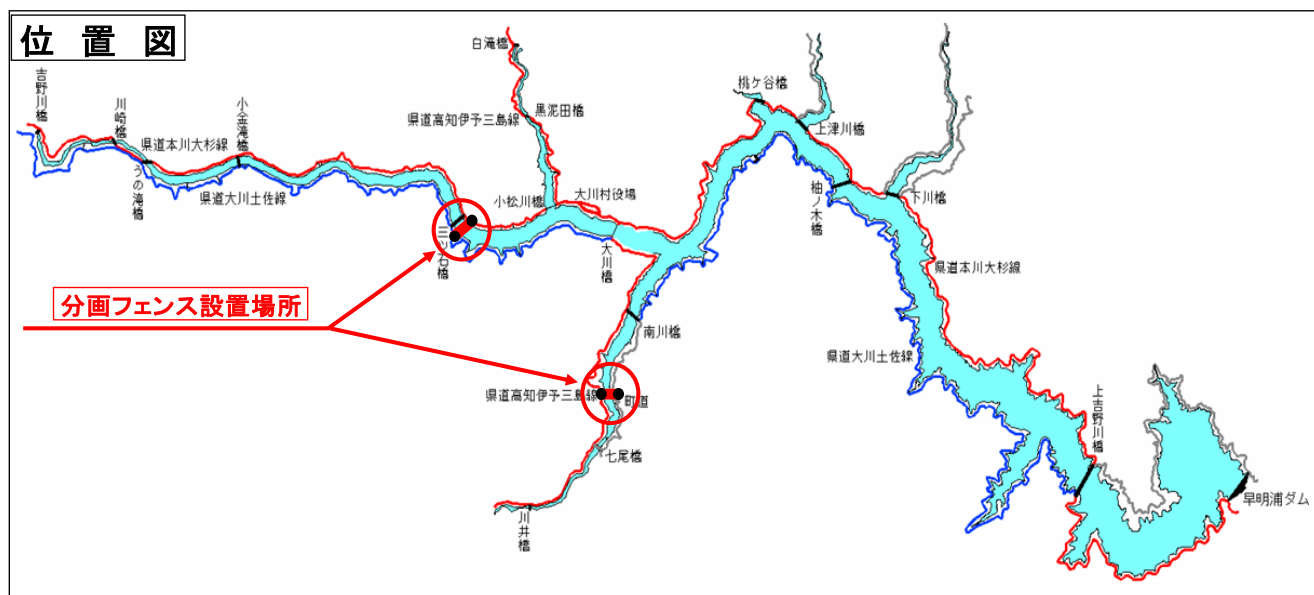 位置図
白滝橋
吉野川橋
川崎橋
小金滝橋
県道本川大杉線
うの滝橋
県道大川土佐線
黒泥田橋
県道高知伊予三島線
小松川橋
大川村役場
三ツ石橋
大川橋
桃ケ谷橋
上津川橋
柚ノ木橋
下川橋
県道本川大杉線
分画フェンス設置場所
南川橋
県道大川土佐線
県道高知伊予三島線
町道
七尾橋
川井橋
上吉野川橋
早明浦ダム